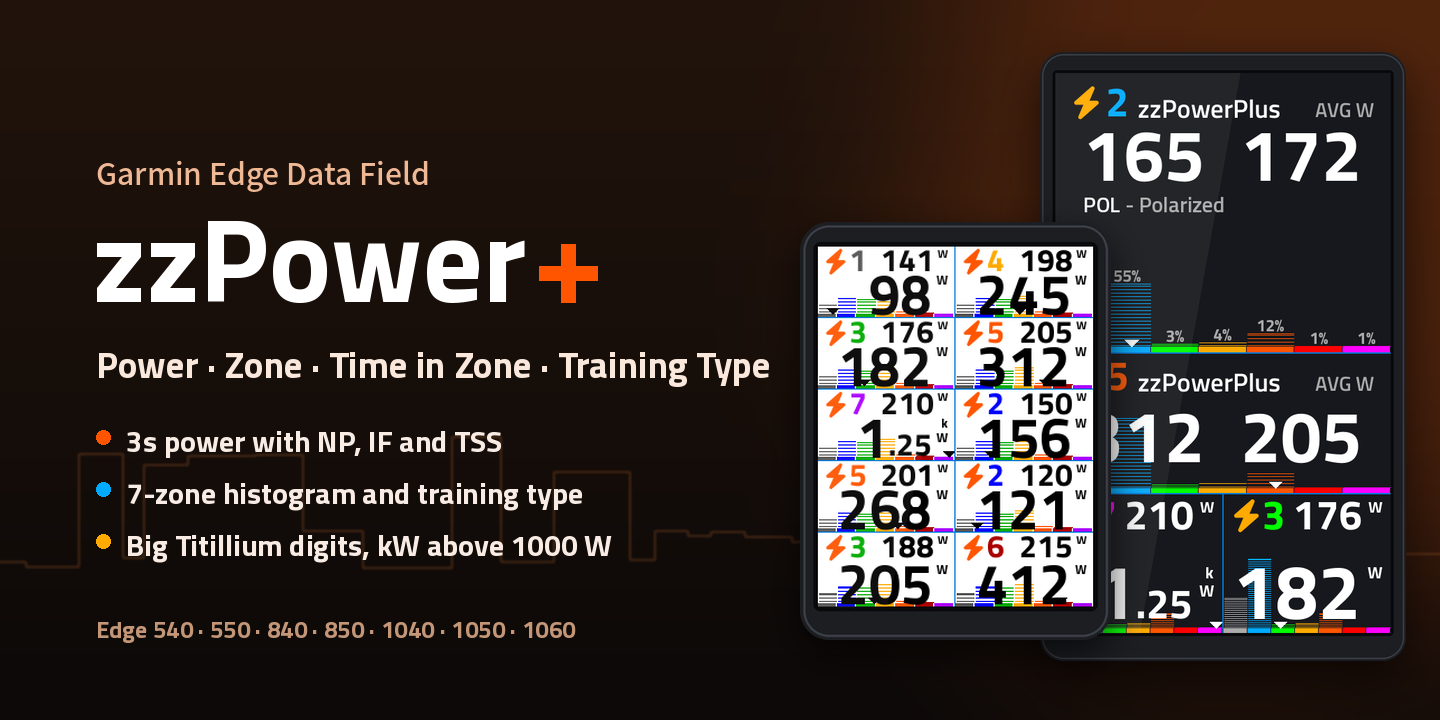 Garmin Edge Data Field
zzPower+
Power · Zone · Time in Zone · Training Type
3s power with NP, IF and TSS
7-zone histogram and training type
Big Titillium digits, kW above 1000 W
Edge 540 · 550 · 840 · 850 · 1040 · 1050 · 1060
1 141 W 4 198 W
98 W 245 W
3 176 W 5 205 W
182 W 312 W
7 210 W 2 150 W
1.25 kW 156 W
5 201 W 2 120 W
268 W 121 W
3 188 W 6 215 W
205 W 412 W
2 zzPowerPlus AVG W
165 172
POL - Polarized
55% 3% 4% 12% 1% 1%
5 zzPowerPlus AVG W
312 205
210 W 3 176 W
1.25 kW 182 W